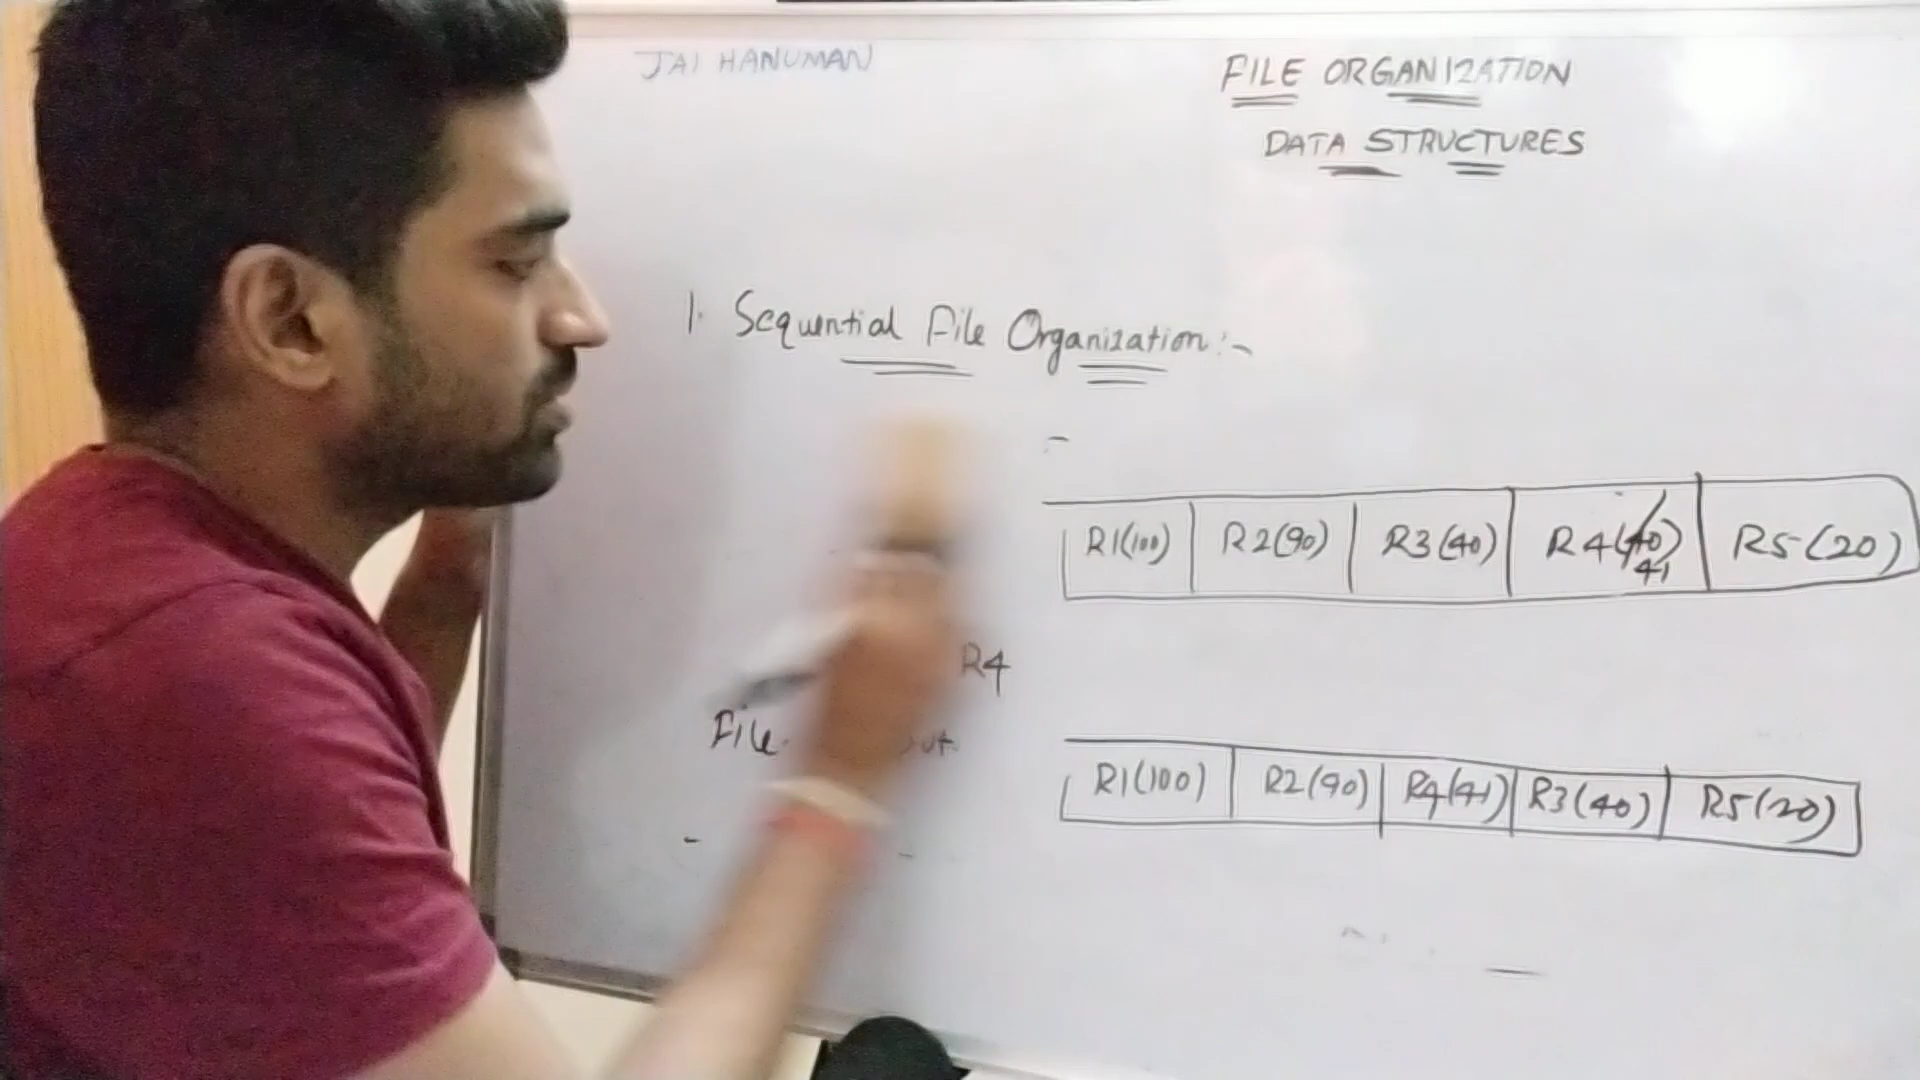 JAI HANUMAN
FILE ORGANIZATION
DATA STRUCTURES
1. Sequential File Organization:-
R1(100) R2(90) R3(40) R4(40) R5(20)
41
R4
File
R1(100) R2(90) R4(41) R3(40) R5(20)